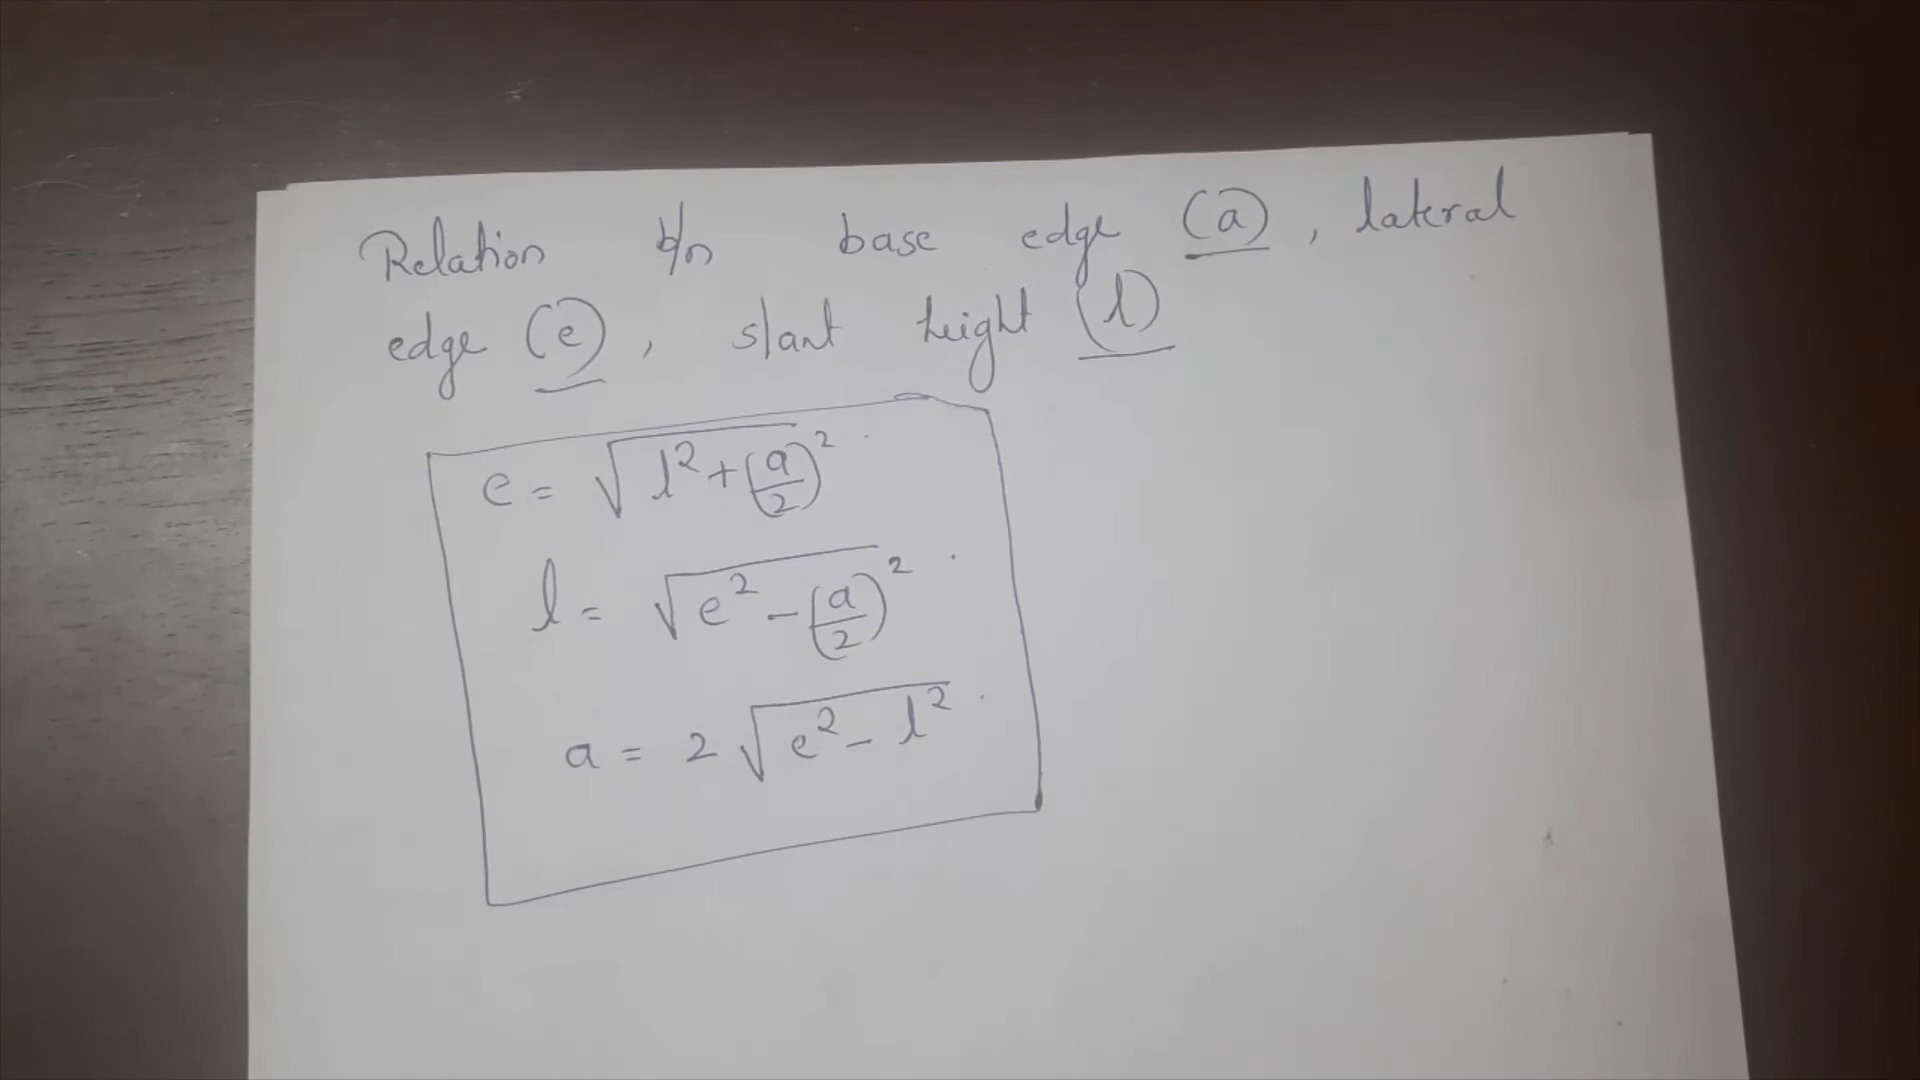 Relation b/n base edge (a), lateral
edge (e), slant height (l)
e = √l² + (a/2)²
l = √e² - (a/2)²
a = 2 √e² - l²